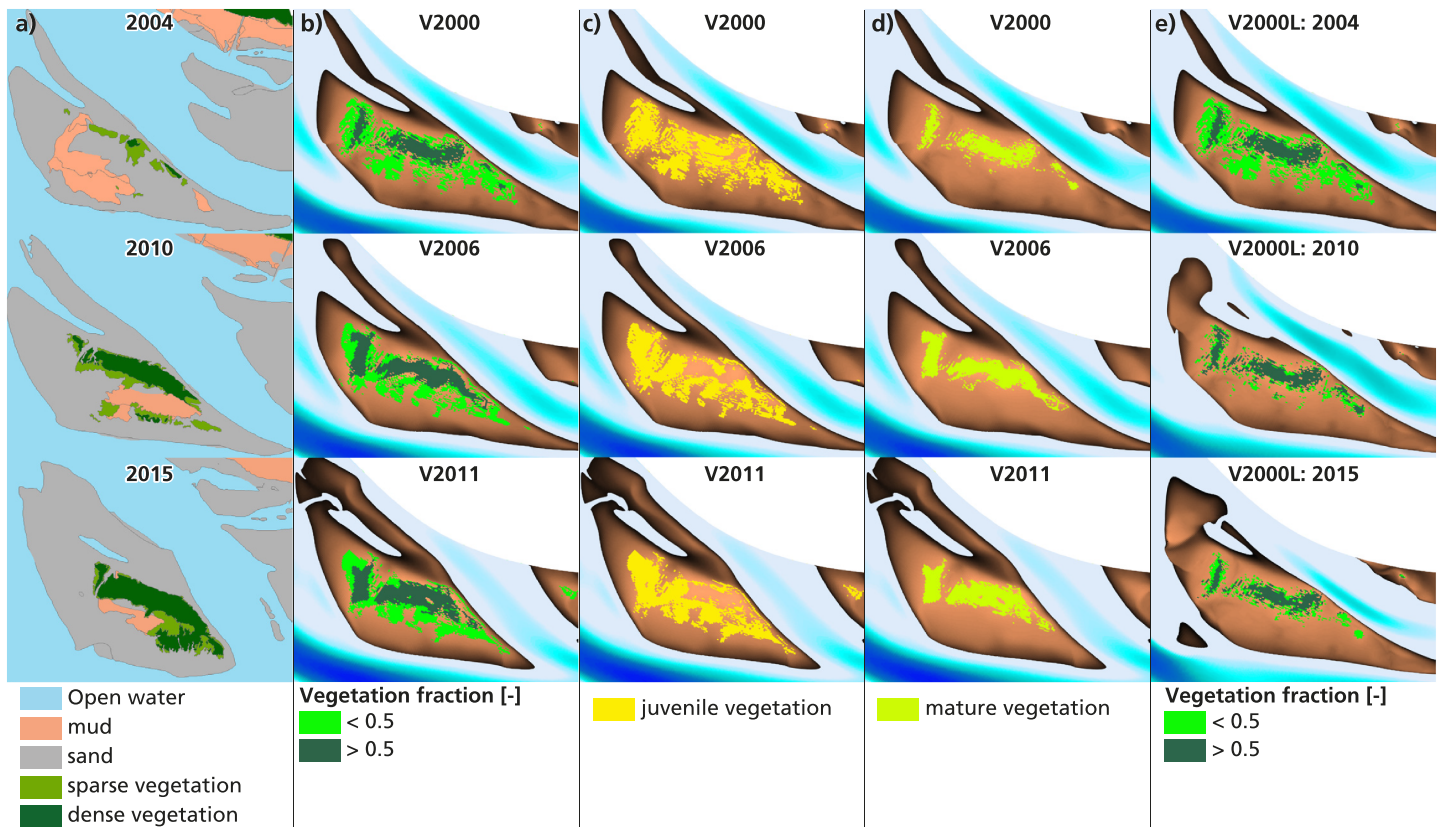 a) 2004 b) V2000 c) V2000 d) V2000 e) V2000L: 2004
2010 V2006 V2006 V2006 V2000L: 2010
2015 V2011 V2011 V2011 V2000L: 2015
Open water
mud
sand
sparse vegetation
dense vegetation
Vegetation fraction [-]
< 0.5
> 0.5
juvenile vegetation
mature vegetation
Vegetation fraction [-]
< 0.5
> 0.5